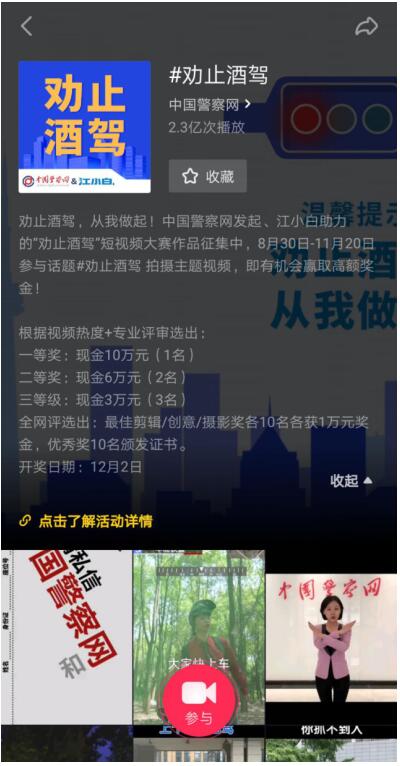 #劝止酒驾
劝止
酒驾
中国警察网
2.3亿次播放
中国警察网&江小白.
收藏
温馨提示
劝止酒驾
从我做
劝止酒驾，从我做起！中国警察网发起、江小白助力
的“劝止酒驾”短视频大赛作品征集中，8月30日-11月20日
参与话题#劝止酒驾 拍摄主题视频，即有机会赢取高额奖
金！
根据视频热度+专业评审选出：
一等奖：现金10万元（1名）
二等奖：现金6万元（2名）
三等级：现金3万元（3名）
全网评选出：最佳剪辑/创意/摄影奖各10名各获1万元奖
金，优秀奖10名颁发证书。
开奖日期：12月2日
收起
点击了解活动详情
座位号
身份证
姓名
私信
国警察网
和
大家快上车
中国警察网
你抓不到人
参与